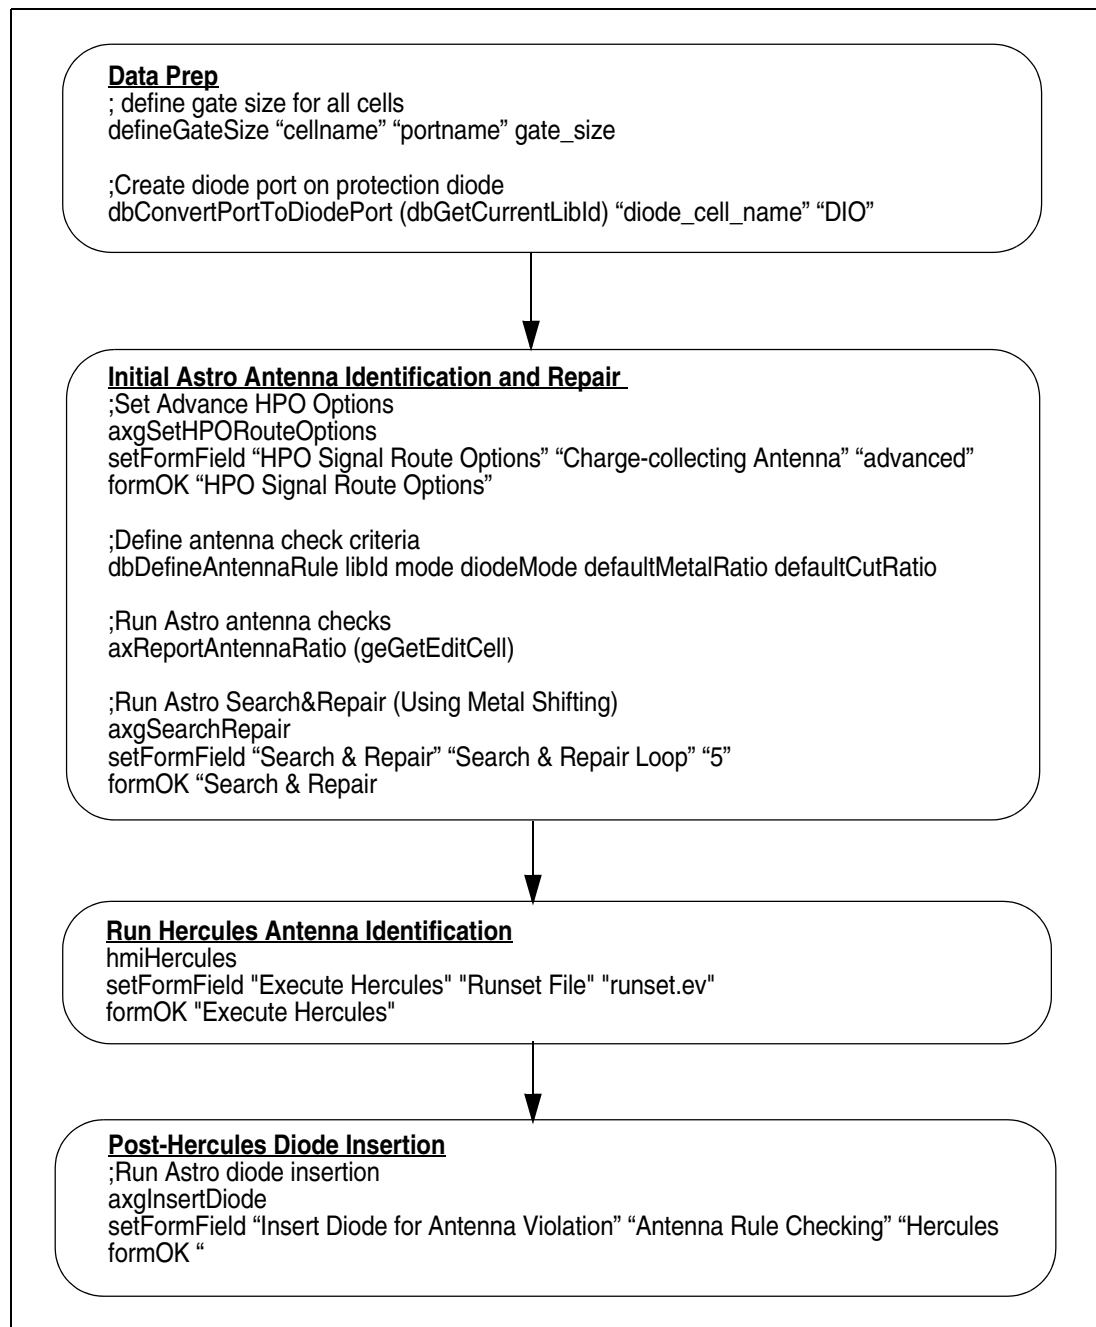 Data Prep
; define gate size for all cells
defineGateSize “cellname” “portname” gate_size
;Create diode port on protection diode
dbConvertPortToDiodePort (dbGetCurrentLibId) “diode_cell_name” “DIO”
Initial Astro Antenna Identification and Repair
;Set Advance HPO Options
axgSetHPORouteOptions
setFormField “HPO Signal Route Options” “Charge-collecting Antenna” “advanced”
formOK “HPO Signal Route Options”
;Define antenna check criteria
dbDefineAntennaRule libId mode diodeMode defaultMetalRatio defaultCutRatio
;Run Astro antenna checks
axReportAntennaRatio (geGetEditCell)
;Run Astro Search&Repair (Using Metal Shifting)
axgSearchRepair
setFormField “Search & Repair” “Search & Repair Loop” “5”
formOK “Search & Repair
Run Hercules Antenna Identification
hmiHercules
setFormField "Execute Hercules" "Runset File" "runset.ev"
formOK "Execute Hercules"
Post-Hercules Diode Insertion
;Run Astro diode insertion
axgInsertDiode
setFormField “Insert Diode for Antenna Violation” “Antenna Rule Checking” “Hercules
formOK “